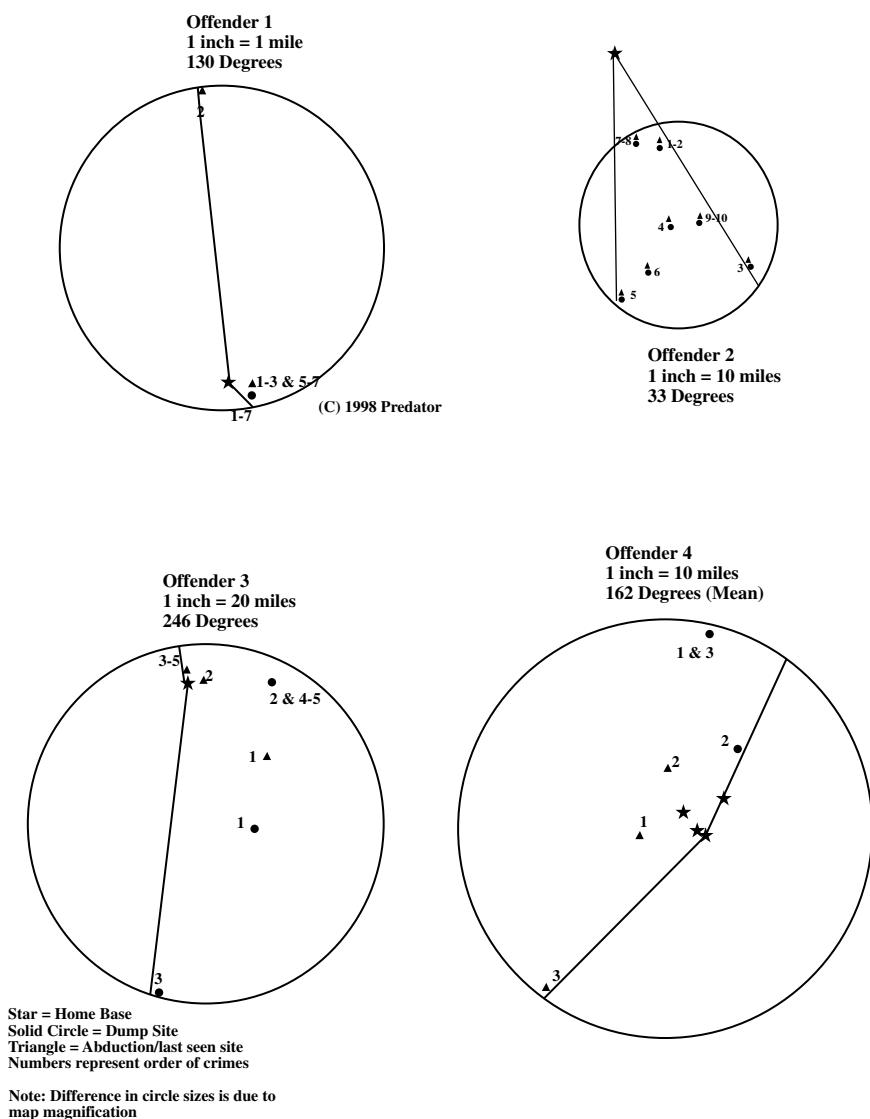 Offender 1
1 inch = 1 mile
130 Degrees
2
1-3 & 5-7
1-7
(C) 1998 Predator
7-8
1-2
4
9-10
6
3
5
Offender 2
1 inch = 10 miles
33 Degrees
Offender 3
1 inch = 20 miles
246 Degrees
3-5
2
2 & 4-5
1
1
3
Offender 4
1 inch = 10 miles
162 Degrees (Mean)
1 & 3
2
2
1
3
Star = Home Base
Solid Circle = Dump Site
Triangle = Abduction/last seen site
Numbers represent order of crimes
Note: Difference in circle sizes is due to
map magnification